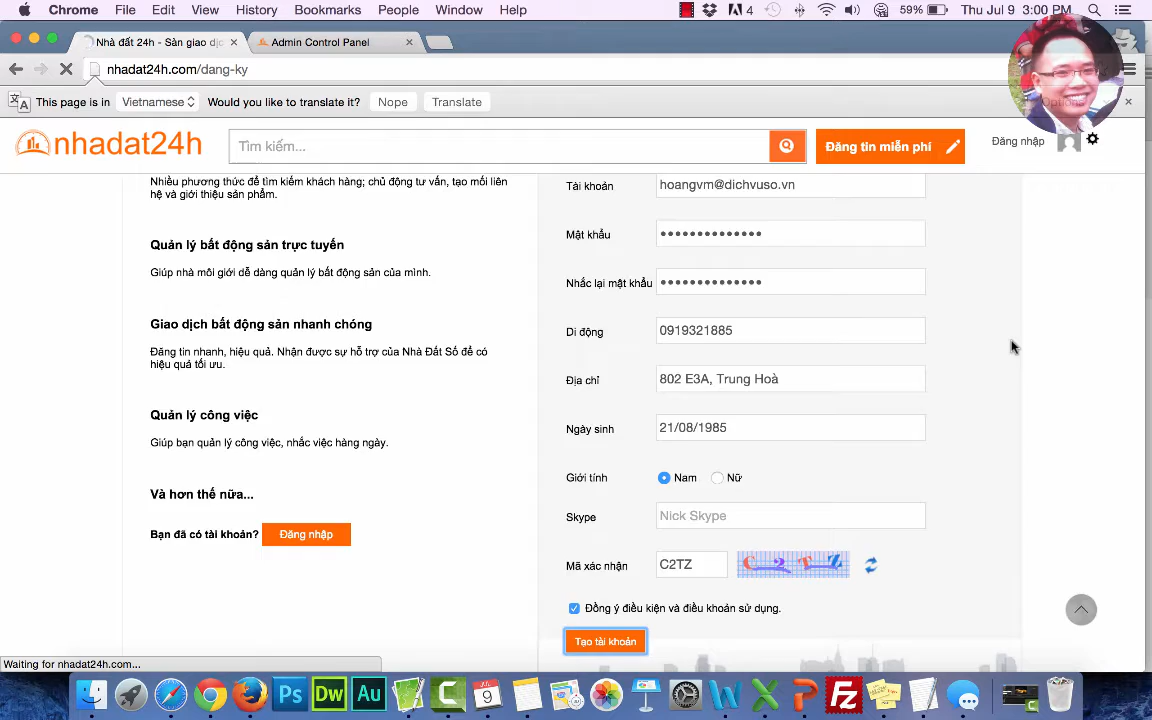 Chrome File Edit View History Bookmarks People Window Help 4 59% Thu Jul 9 3:00 PM
Nhà đất 24h - Sàn giao dịc × Admin Control Panel ×
nhadat24h.com/dang-ky
This page is in Vietnamese Would you like to translate it? Nope Translate Options ×
nhadat24h Tìm kiếm... Đăng tin miễn phí Đăng nhập
Nhiều phương thức để tìm kiếm khách hàng; chủ động tư vấn, tạo mối liên
hệ và giới thiệu sản phẩm.
Quản lý bất động sản trực tuyến
Giúp nhà môi giới dễ dàng quản lý bất động sản của mình.
Giao dịch bất động sản nhanh chóng
Đăng tin nhanh, hiệu quả. Nhận được sự hỗ trợ của Nhà Đất Số để có
hiệu quả tối ưu.
Quản lý công việc
Giúp bạn quản lý công việc, nhắc việc hàng ngày.
Và hơn thế nữa...
Bạn đã có tài khoản? Đăng nhập
Tài khoản hoangvm@dichvuso.vn
Mật khẩu ••••••••••••••
Nhắc lại mật khẩu ••••••••••••••
Di động 0919321885
Địa chỉ 802 E3A, Trung Hoà
Ngày sinh 21/08/1985
Giới tính Nam Nữ
Skype Nick Skype
Mã xác nhận C2TZ C2TZ
Đồng ý điều kiện và điều khoản sử dụng.
Tạo tài khoản
Waiting for nhadat24h.com...
Ps Dw Au 9 Fz